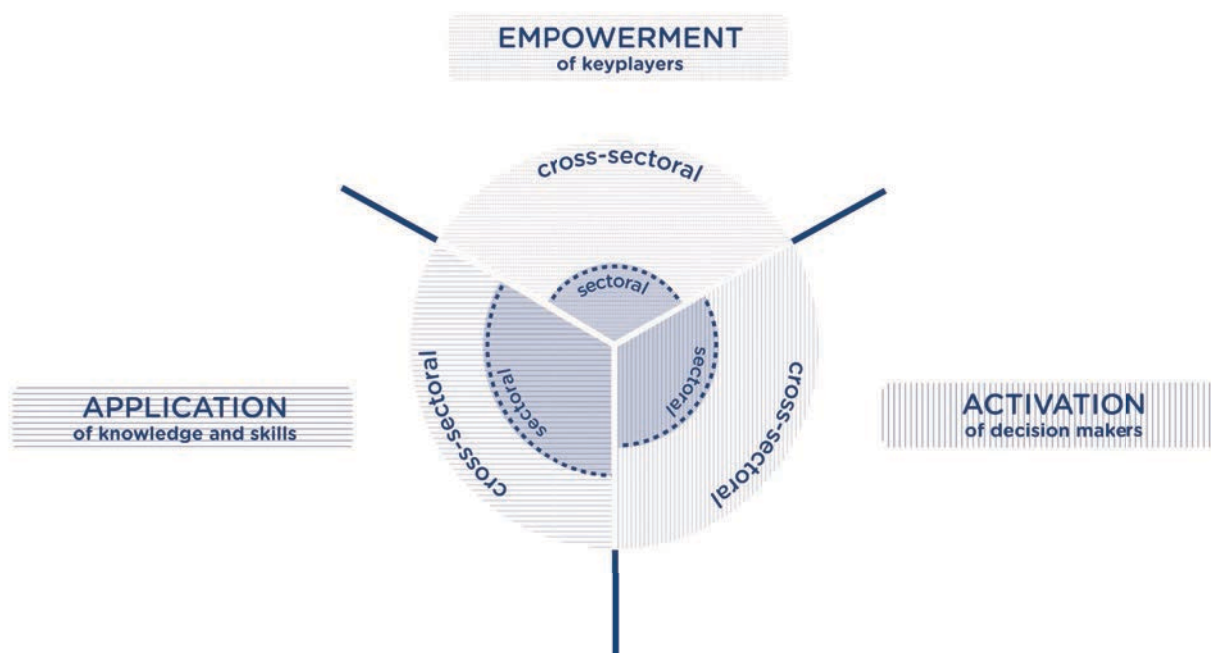 EMPOWERMENT
of keyplayers
cross-sectoral
sectoral
cross-sectoral
sectoral
sectoral
cross-sectoral
APPLICATION
of knowledge and skills
ACTIVATION
of decision makers